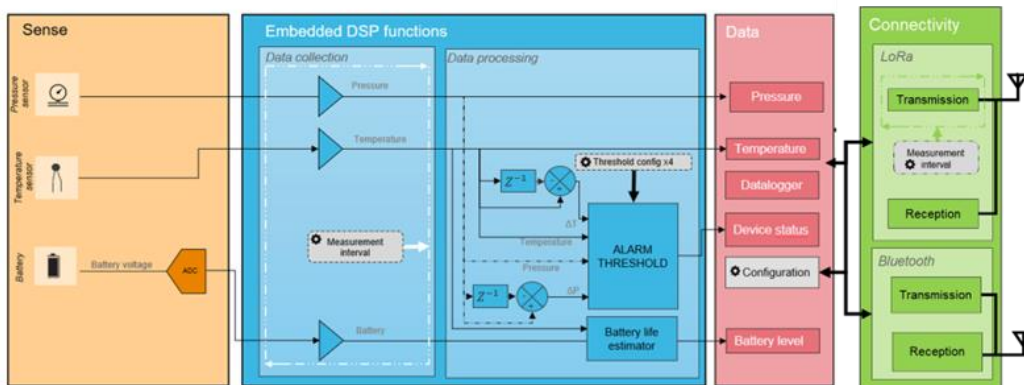 Sense
Pressure
sensor
Temperature
sensor
Battery
Battery voltage
ADC
Embedded DSP functions
Data collection
Measurement
interval
Data processing
Pressure
Temperature
Threshold config x4
Z⁻¹
ΔT
Temperature
Pressure
ALARM
THRESHOLD
Z⁻¹
ΔP
Battery
Battery life
estimator
Data
Pressure
Temperature
Datalogger
Device status
Configuration
Battery level
Connectivity
LoRa
Transmission
Measurement
interval
Reception
Bluetooth
Transmission
Reception